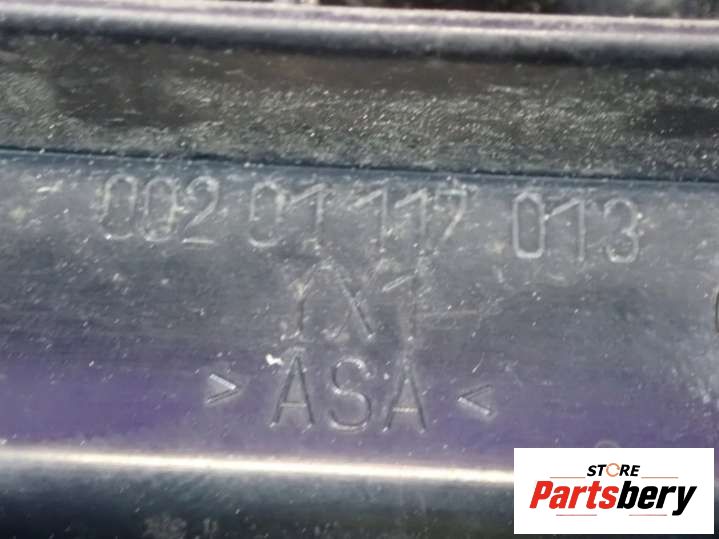 002 01 117 013
> ASA <
STORE
Partsbery